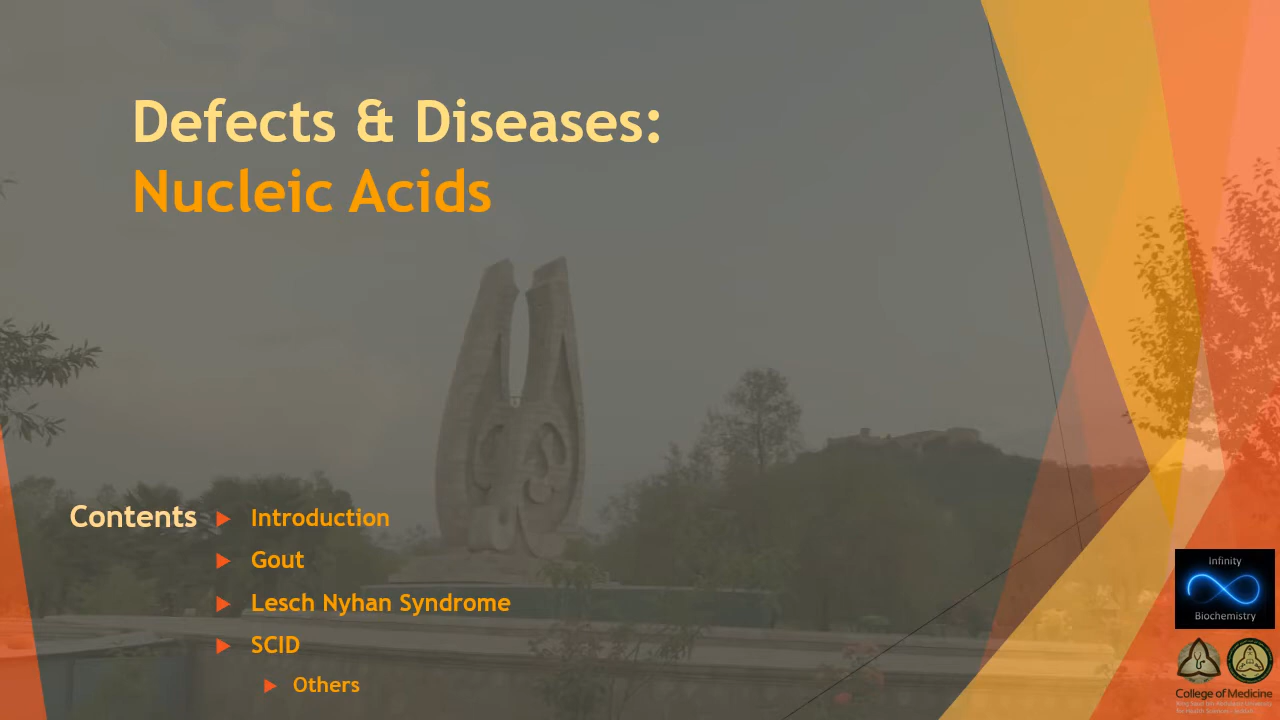 Defects & Diseases:
Nucleic Acids
Contents
Introduction
Gout
Lesch Nyhan Syndrome
SCID
Others
Infinity
Biochemistry
College of Medicine